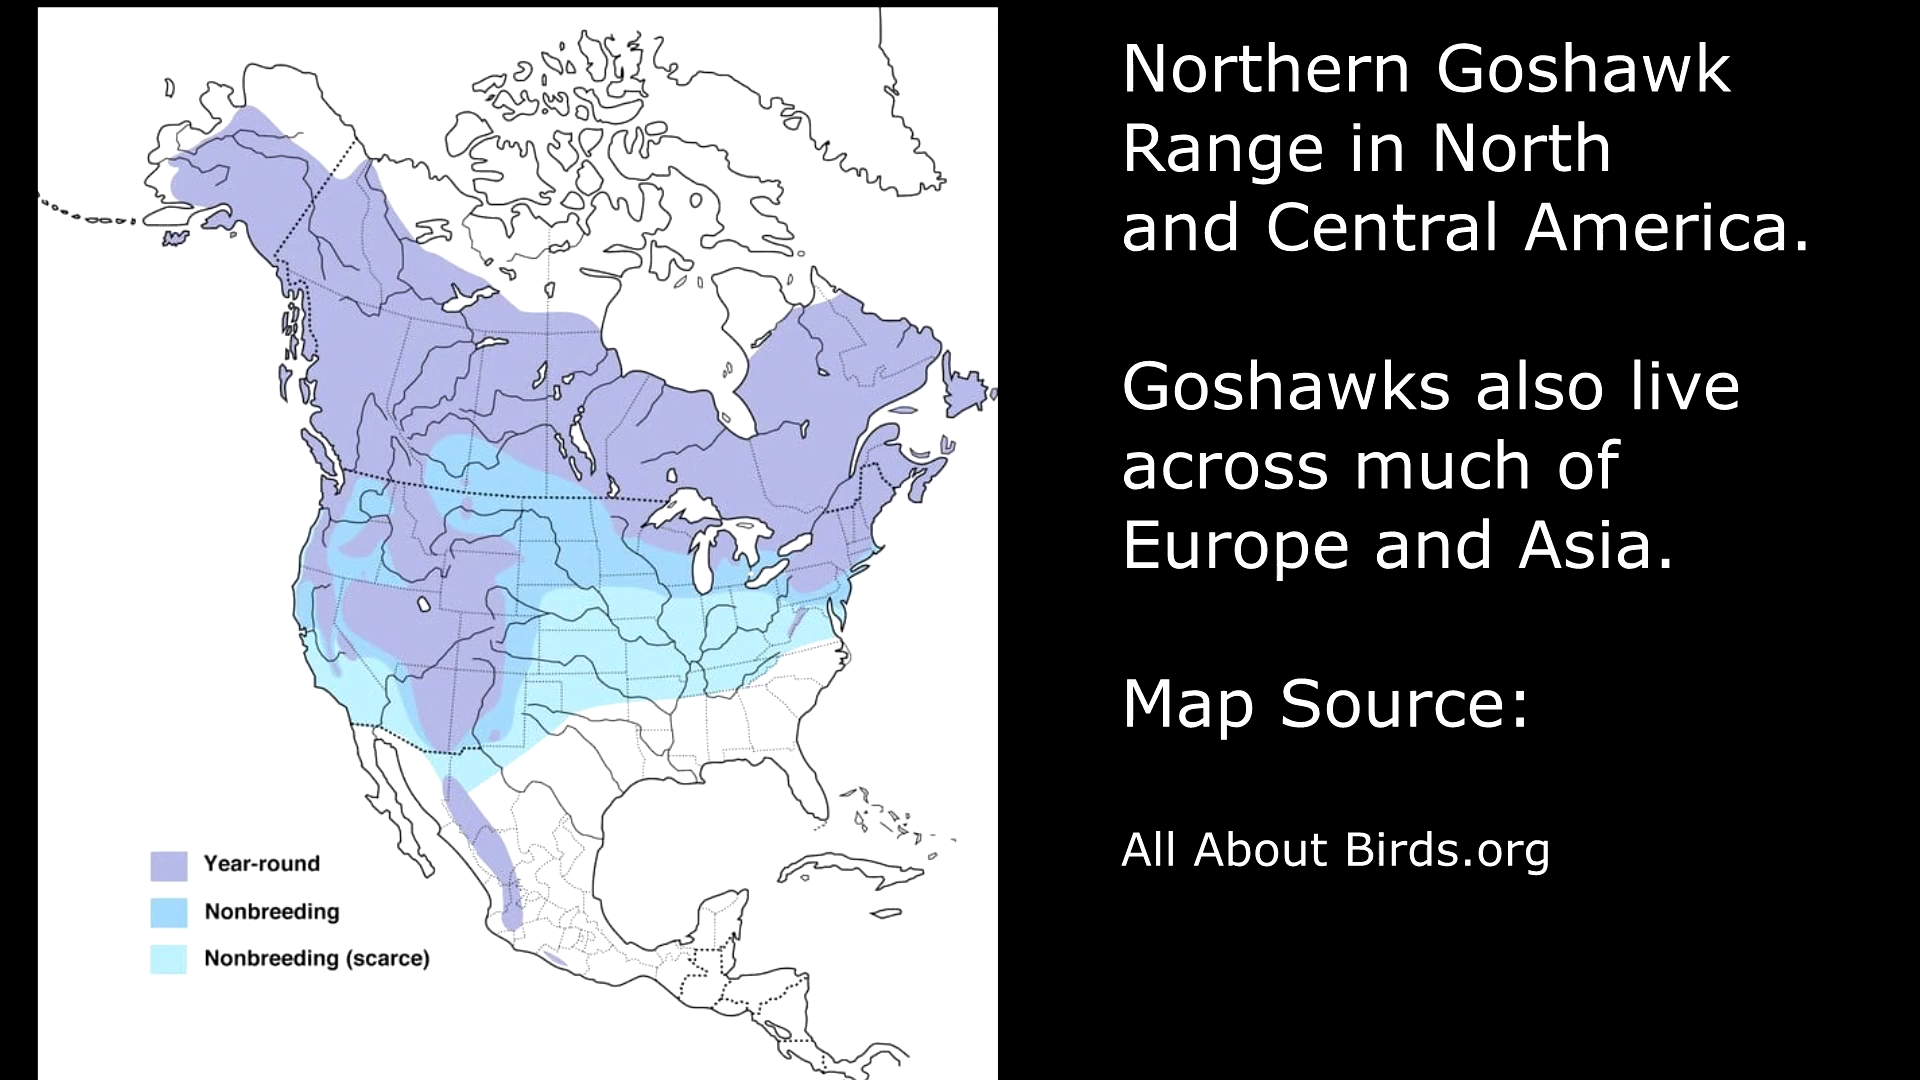 Northern Goshawk
Range in North
and Central America.
Goshawks also live
across much of
Europe and Asia.
Map Source:
All About Birds.org
Year-round
Nonbreeding
Nonbreeding (scarce)